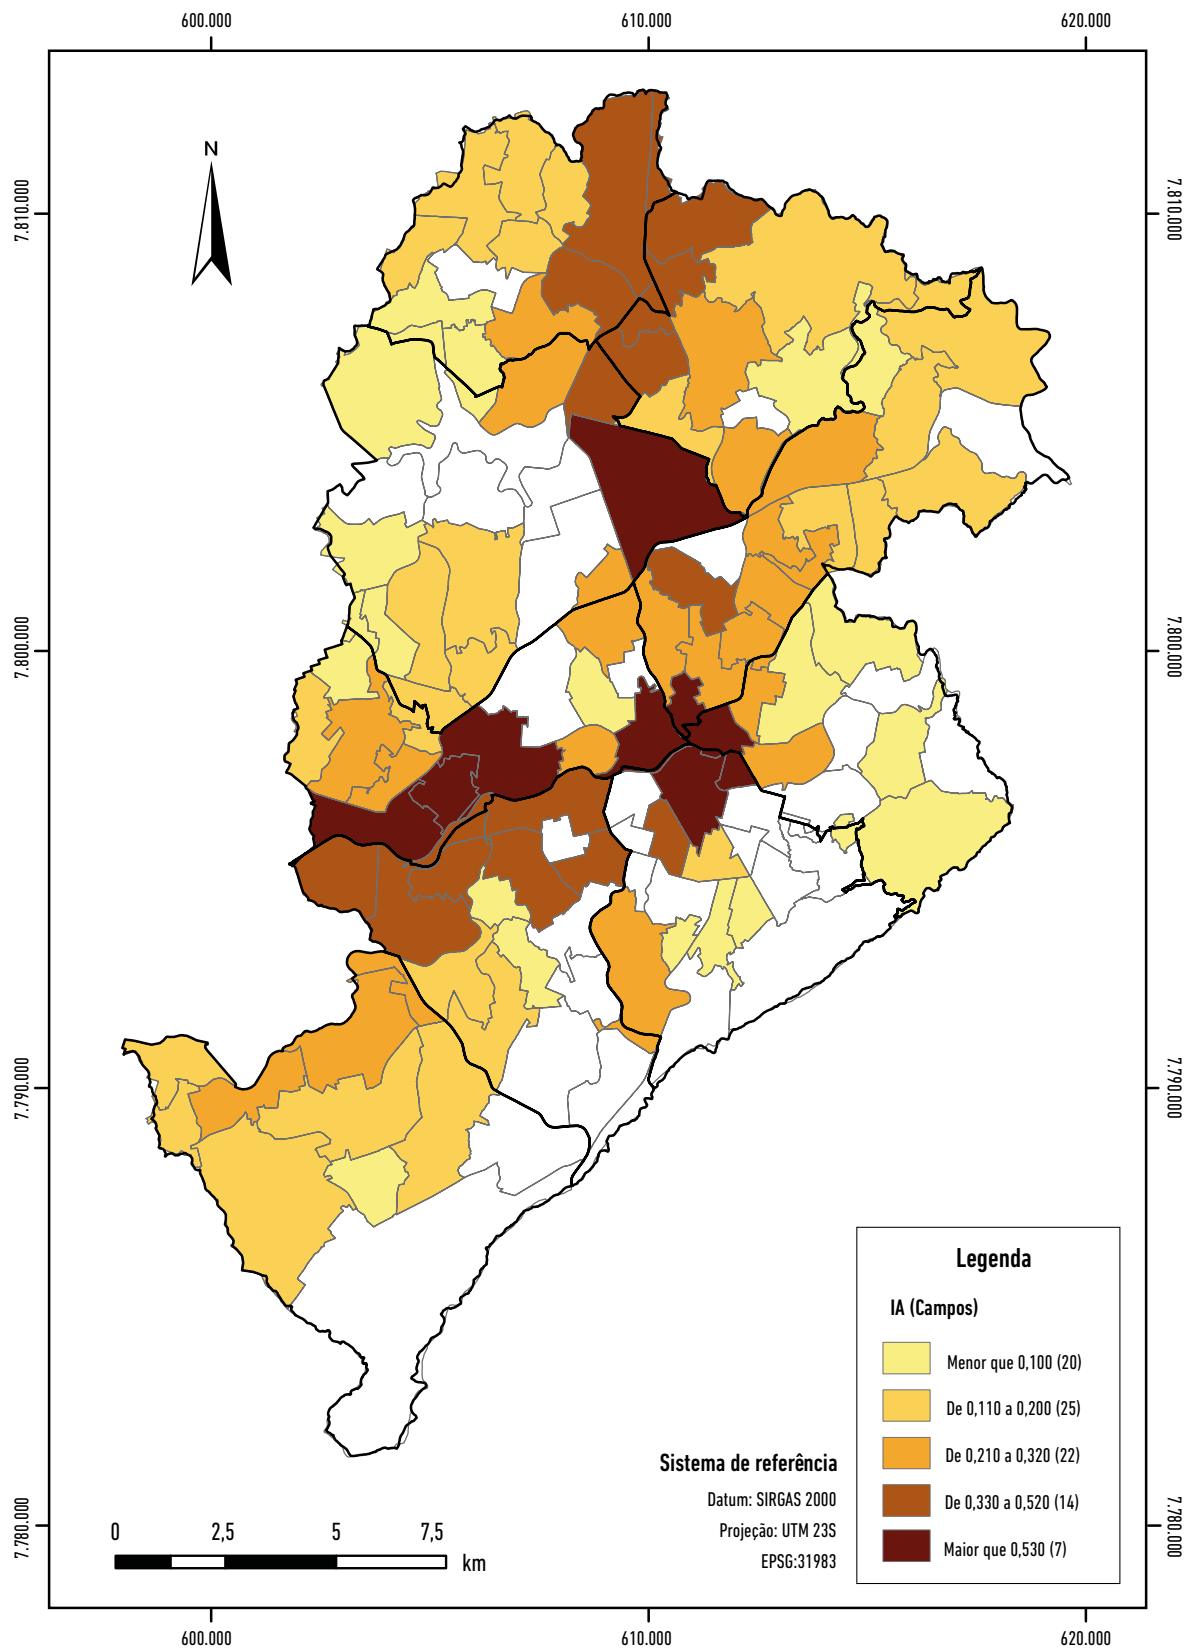 600.000
610.000
620.000
N
7.810.000
7.810.000
7.800.000
7.800.000
7.790.000
7.790.000
7.780.000
7.780.000
Legenda
IA (Campos)
Menor que 0,100 (20)
De 0,110 a 0,200 (25)
De 0,210 a 0,320 (22)
De 0,330 a 0,520 (14)
Maior que 0,530 (7)
Sistema de referência
Datum: SIRGAS 2000
Projeção: UTM 23S
EPSG:31983
0 2,5 5 7,5
km
600.000
610.000
620.000